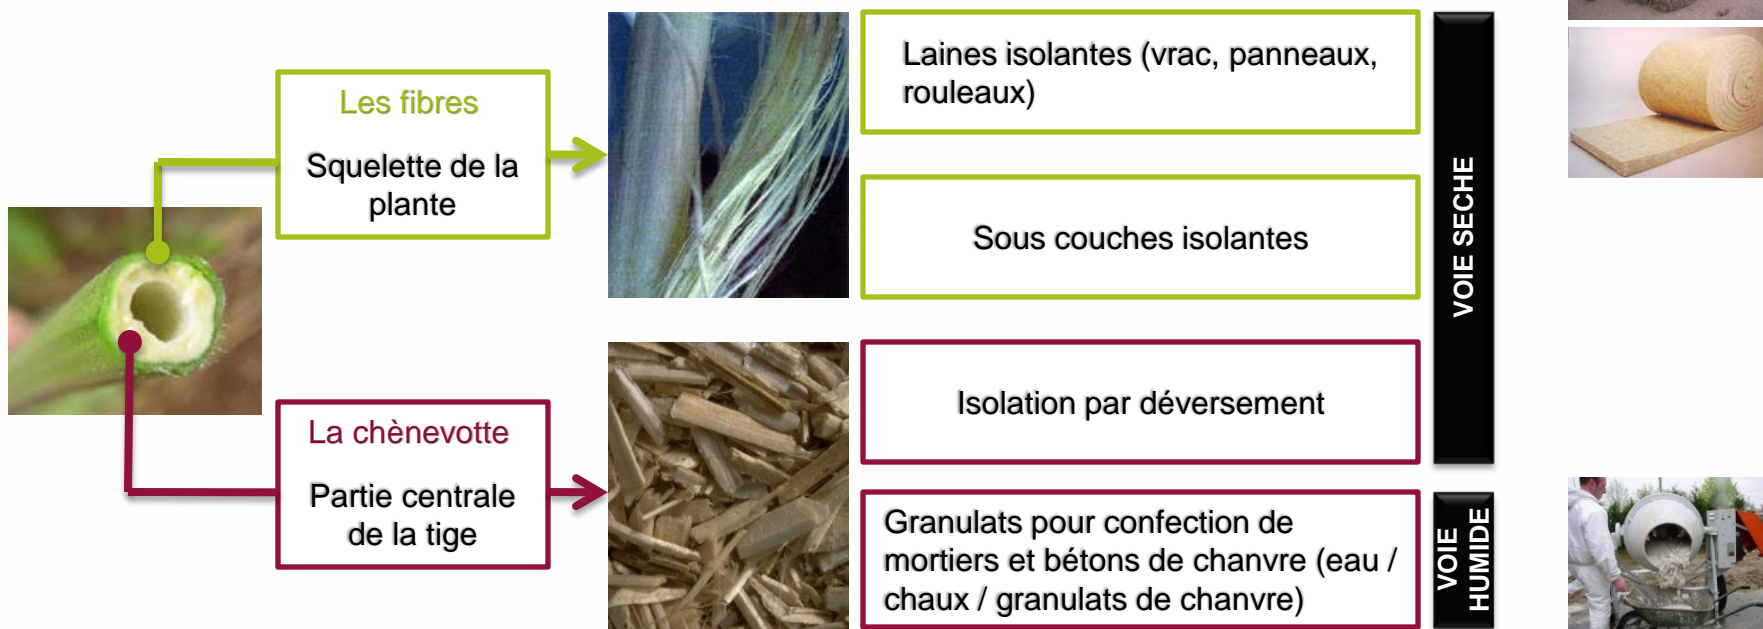 Les fibres
Squelette de la
plante
Laines isolantes (vrac, panneaux,
rouleaux)
Sous couches isolantes
VOIE SECHE
La chènevotte
Partie centrale
de la tige
Isolation par déversement
Granulats pour confection de
mortiers et bétons de chanvre (eau /
chaux / granulats de chanvre)
VOIE
HUMIDE